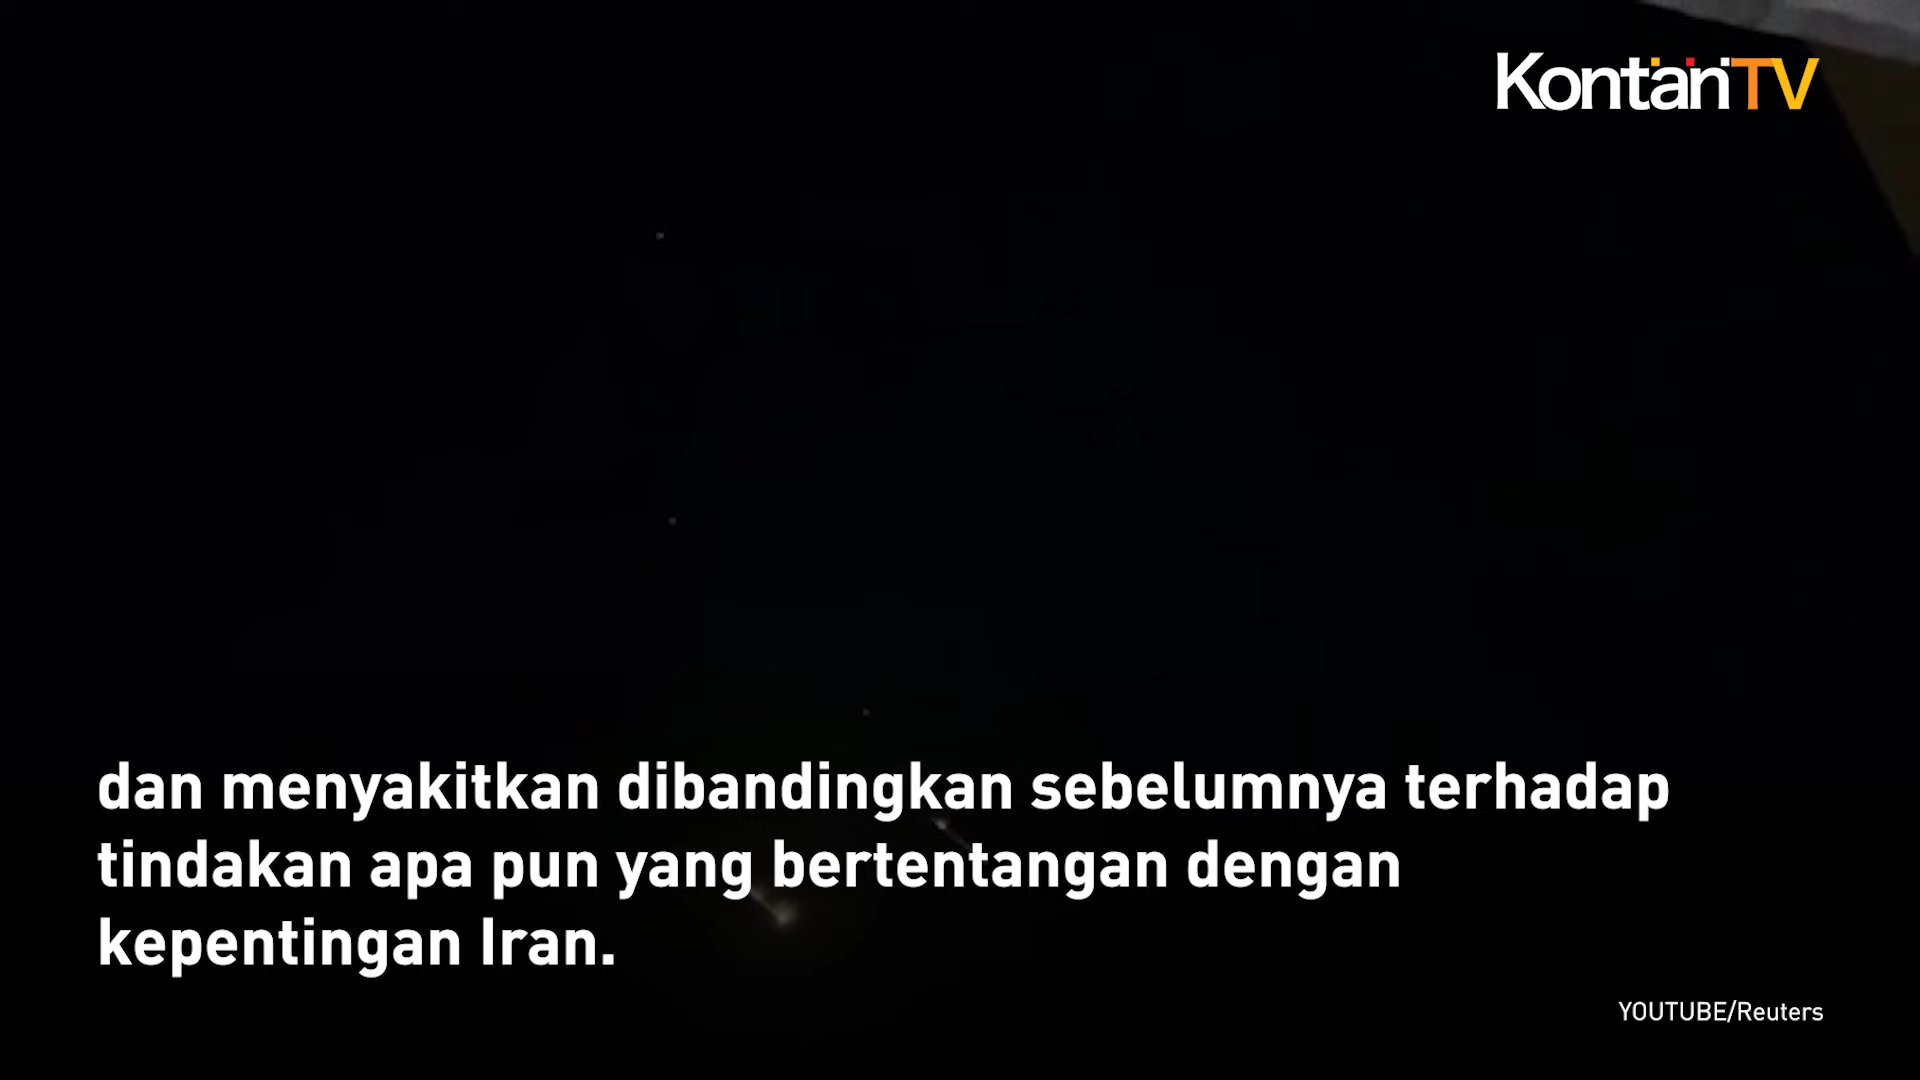 KontanTV
dan menyakitkan dibandingkan sebelumnya terhadap
tindakan apa pun yang bertentangan dengan
kepentingan Iran.
YOUTUBE/Reuters